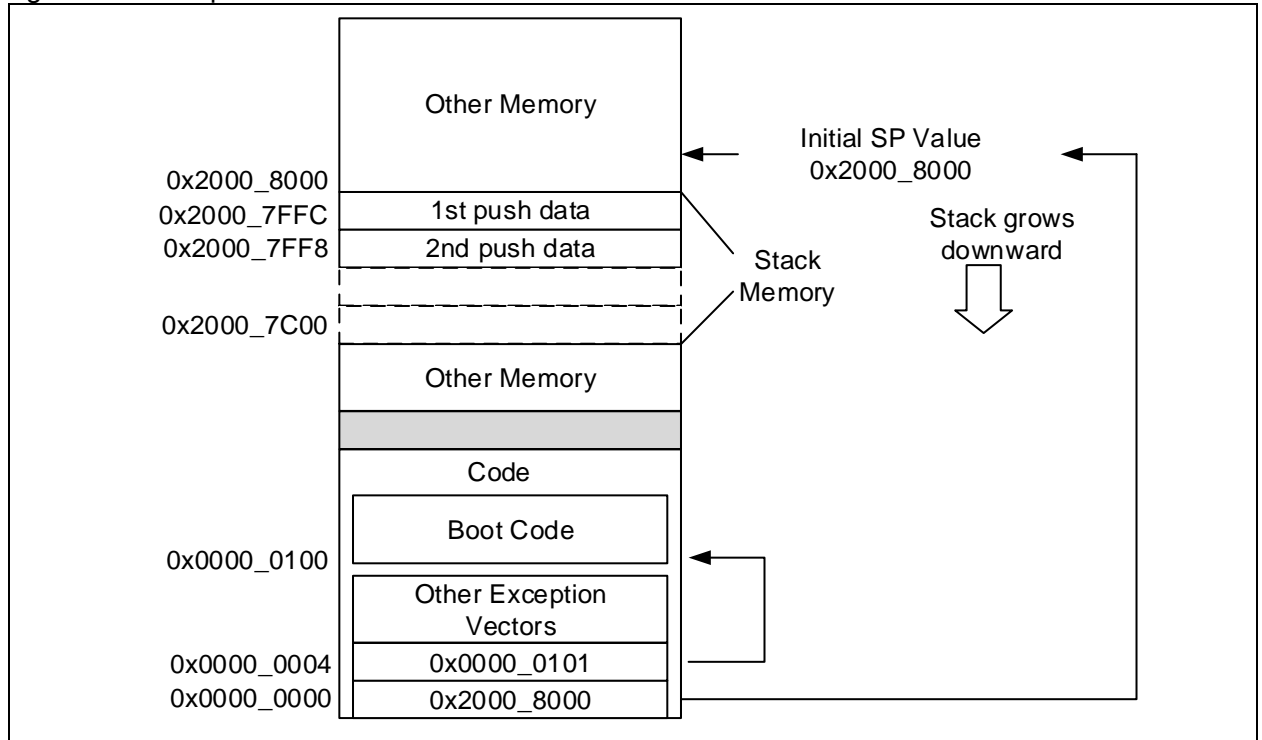 Other Memory
Initial SP Value
0x2000_8000
0x2000_8000
0x2000_7FFC
1st push data
0x2000_7FF8
2nd push data
Stack grows
downward
Stack
Memory
0x2000_7C00
Other Memory
Code
Boot Code
0x0000_0100
Other Exception
Vectors
0x0000_0004
0x0000_0101
0x0000_0000
0x2000_8000